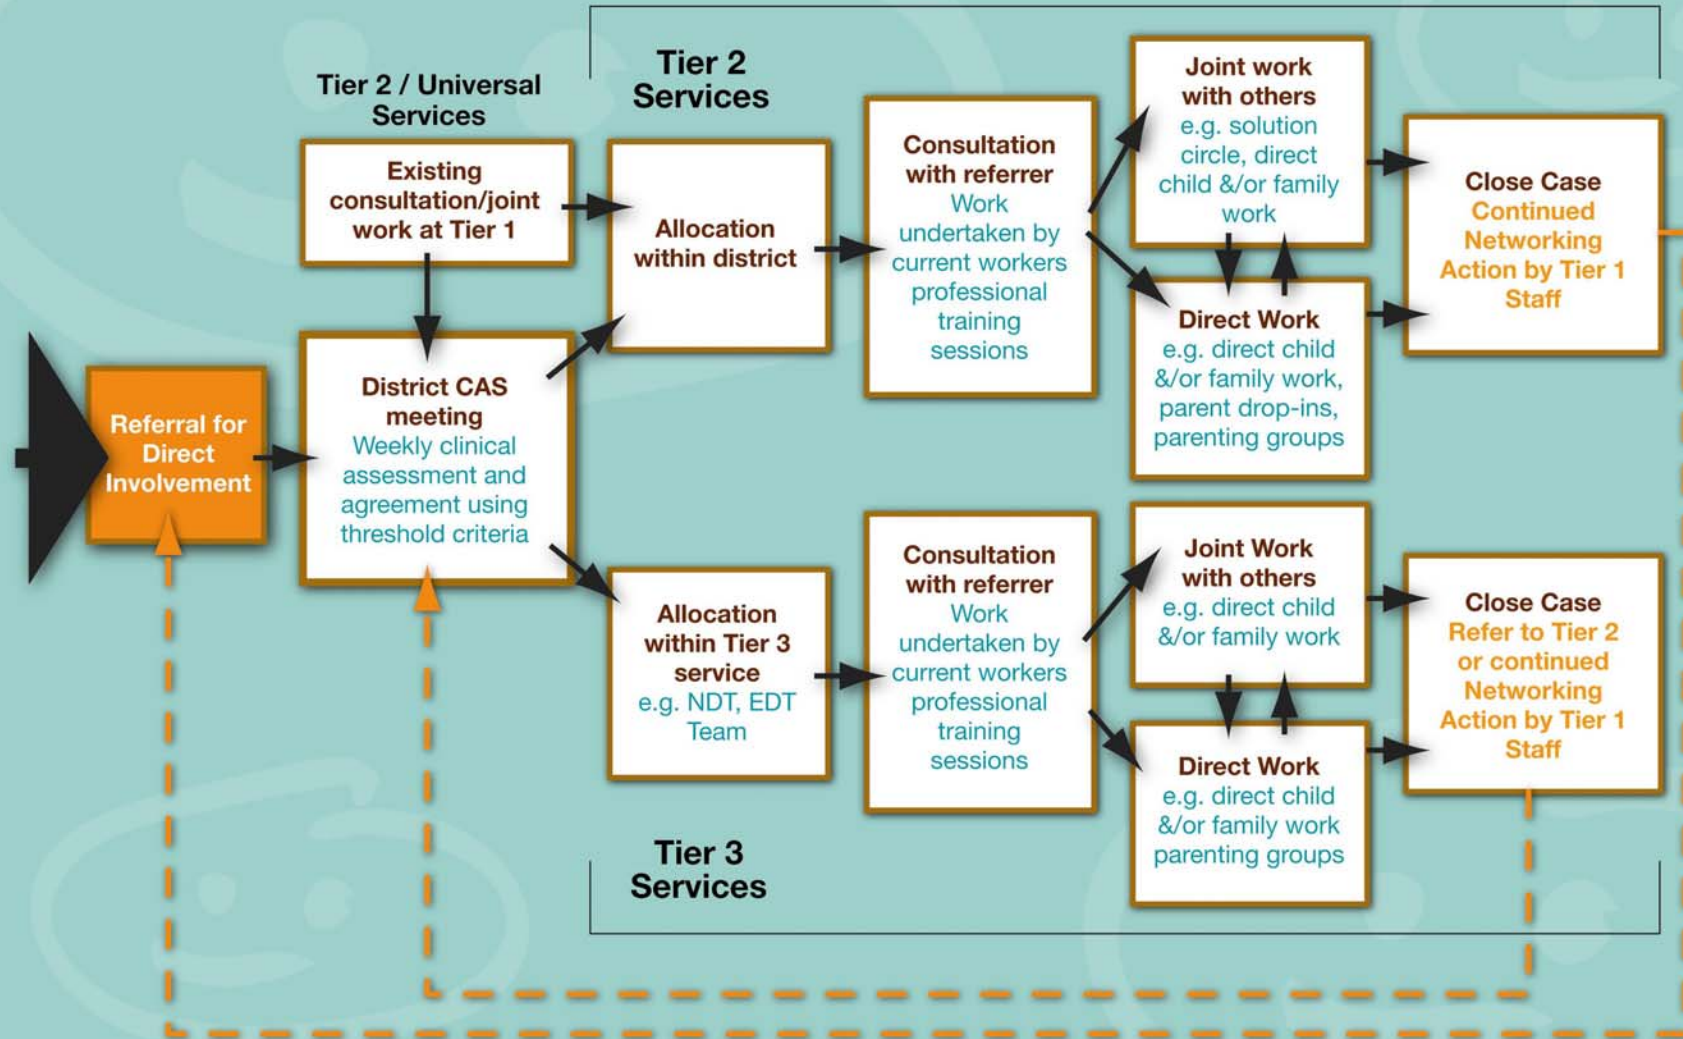 Tier 2 / Universal
Services
Existing
consultation/joint
work at Tier 1
Referral for
Direct
Involvement
District CAS
meeting
Weekly clinical
assessment and
agreement using
threshold criteria
Tier 2
Services
Allocation
within district
Consultation
with referrer
Work
undertaken by
current workers
professional
training
sessions
Joint work
with others
e.g. solution
circle, direct
child &/or family
work
Direct Work
e.g. direct child
&/or family work,
parent drop-ins,
parenting groups
Close Case
Continued
Networking
Action by Tier 1
Staff
Allocation
within Tier 3
service
e.g. NDT, EDT
Team
Consultation
with referrer
Work
undertaken by
current workers
professional
training
sessions
Joint Work
with others
e.g. direct child
&/or family work
Direct Work
e.g. direct child
&/or family work
parenting groups
Close Case
Refer to Tier 2
or continued
Networking
Action by Tier 1
Staff
Tier 3
Services